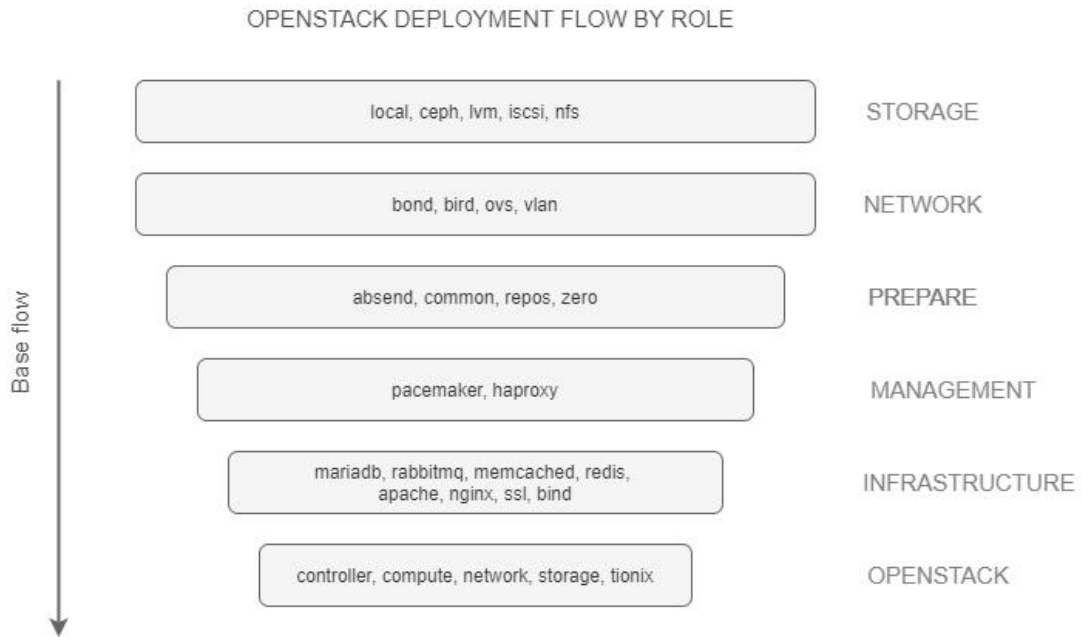 OPENSTACK DEPLOYMENT FLOW BY ROLE
local, ceph, lvm, iscsi, nfs
STORAGE
bond, bird, ovs, vlan
NETWORK
absend, common, repos, zero
PREPARE
Base flow
pacemaker, haproxy
MANAGEMENT
mariadb, rabbitmq, memcached, redis,
apache, nginx, ssl, bind
INFRASTRUCTURE
controller, compute, network, storage, tionix
OPENSTACK